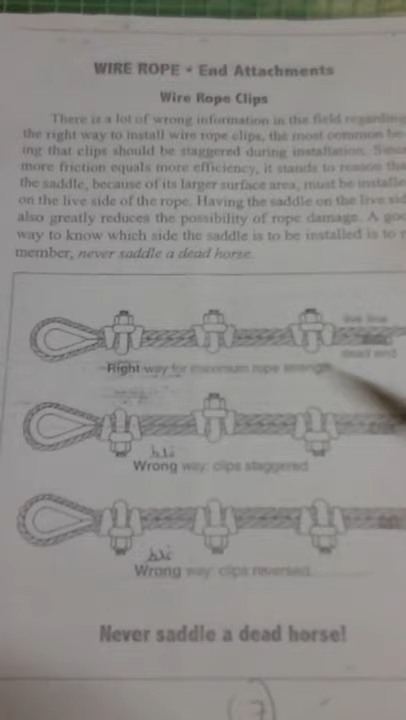 WIRE ROPE • End Attachments
Wire Rope Clips
There is a lot of wrong information in the field regarding
the right way to install wire rope clips, the most common be
ing that clips should be staggered during installation. Since
more friction equals more efficiency, it stands to reason tha
the saddle, because of its larger surface area, must be installe
on the live side of the rope. Having the saddle on the live sid
also greatly reduces the possibility of rope damage. A goo
way to know which side the saddle is to be installed is to r
member, never saddle a dead horse.
live line
dead end
Right way for maximum rope strength
Wrong way: clips staggered
Wrong way: clips reversed
Never saddle a dead horse!